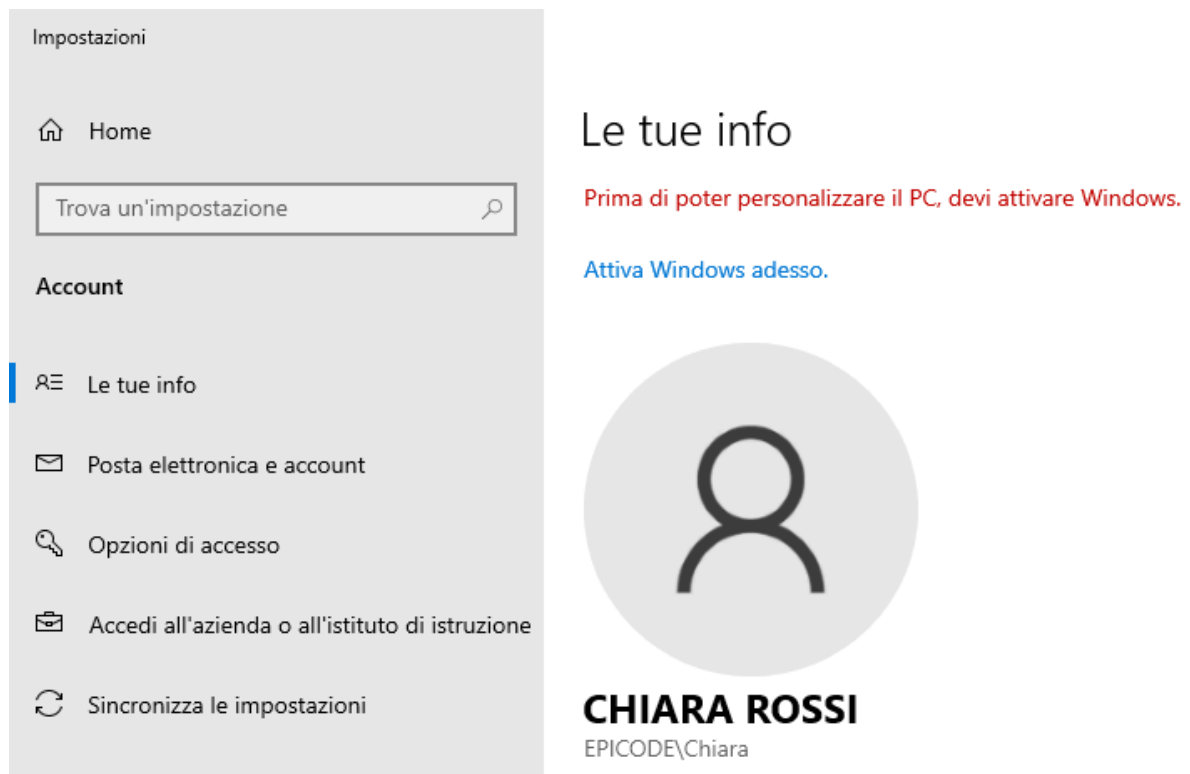 Impostazioni
Home
Trova un'impostazione
Account
Le tue info
Posta elettronica e account
Opzioni di accesso
Accedi all'azienda o all'istituto di istruzione
Sincronizza le impostazioni
Le tue info
Prima di poter personalizzare il PC, devi attivare Windows.
Attiva Windows adesso.
CHIARA ROSSI
EPICODE\Chiara